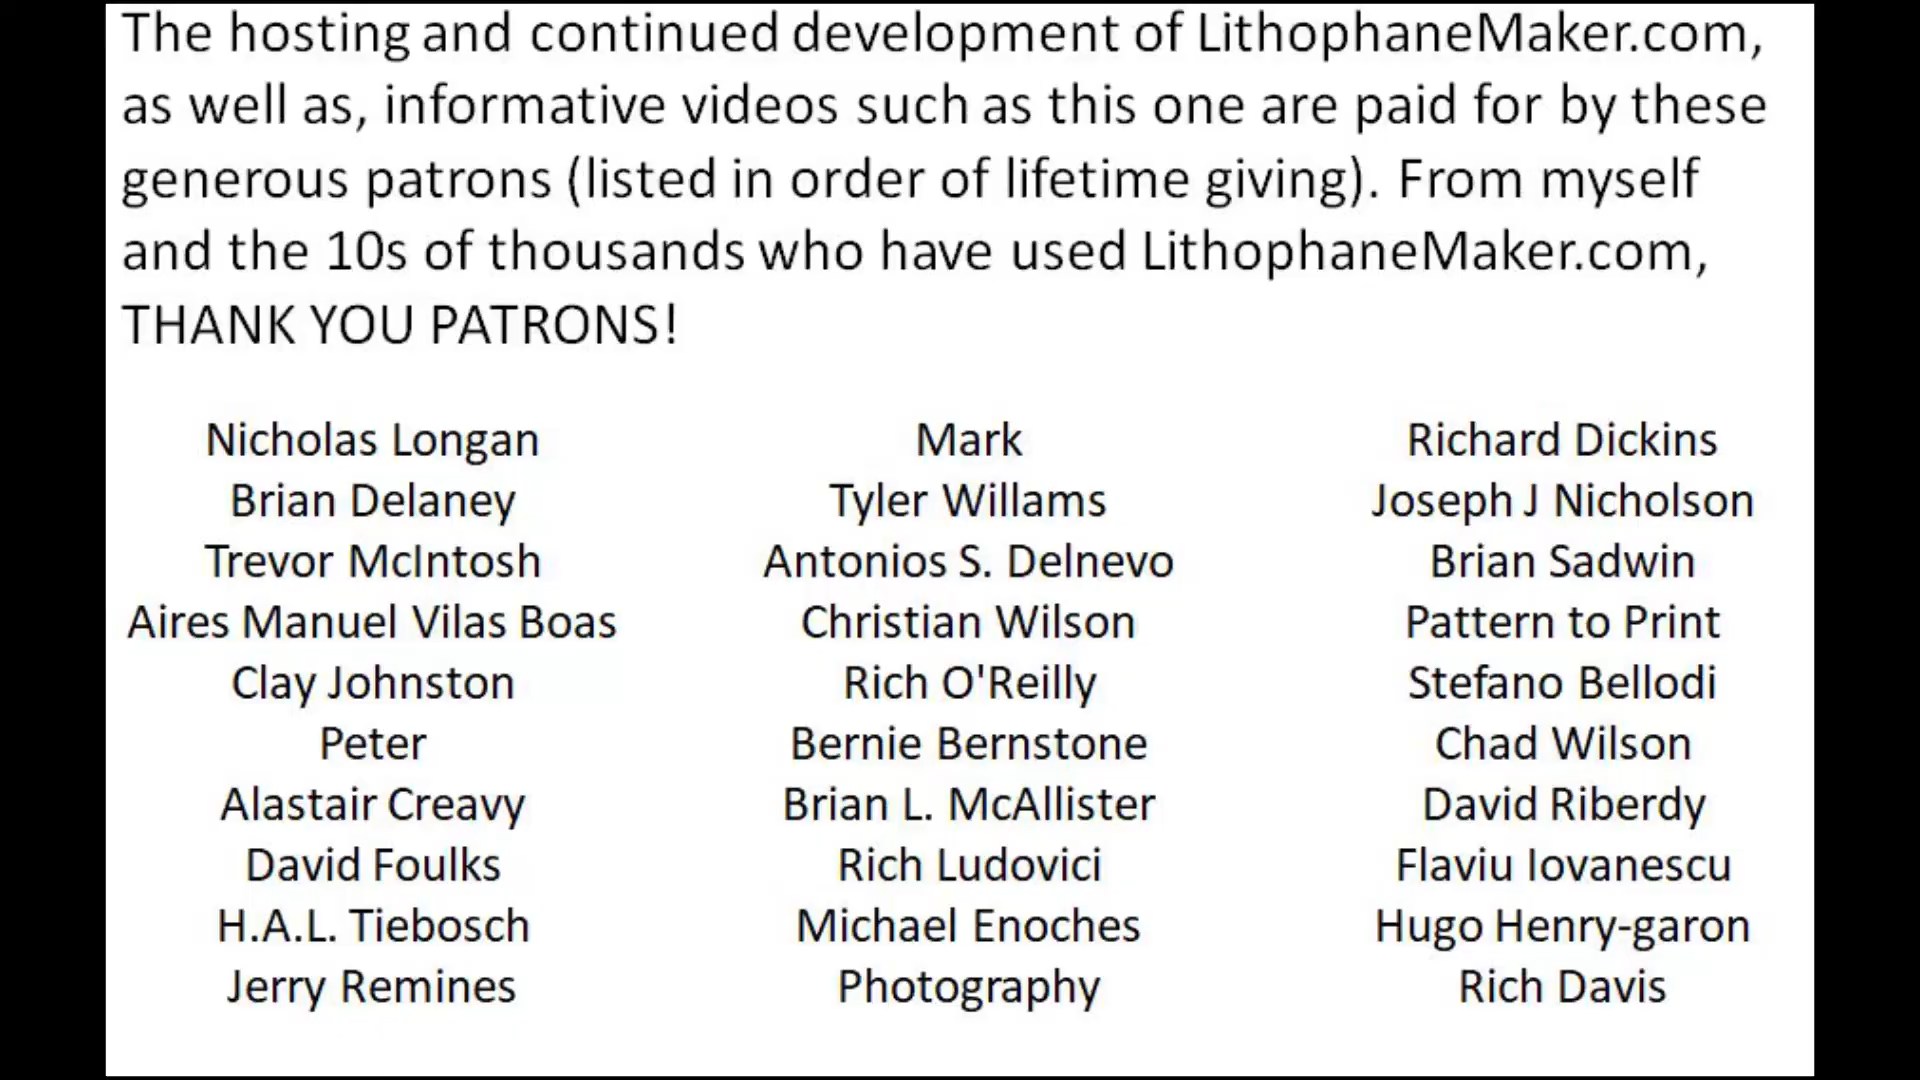 The hosting and continued development of LithophaneMaker.com,
as well as, informative videos such as this one are paid for by these
generous patrons (listed in order of lifetime giving). From myself
and the 10s of thousands who have used LithophaneMaker.com,
THANK YOU PATRONS!
Nicholas Longan
Brian Delaney
Trevor McIntosh
Aires Manuel Vilas Boas
Clay Johnston
Peter
Alastair Creavy
David Foulks
H.A.L. Tiebosch
Jerry Remines
Mark
Tyler Willams
Antonios S. Delnevo
Christian Wilson
Rich O'Reilly
Bernie Bernstone
Brian L. McAllister
Rich Ludovici
Michael Enoches
Photography
Richard Dickins
Joseph J Nicholson
Brian Sadwin
Pattern to Print
Stefano Bellodi
Chad Wilson
David Riberdy
Flaviu Iovanescu
Hugo Henry-garon
Rich Davis